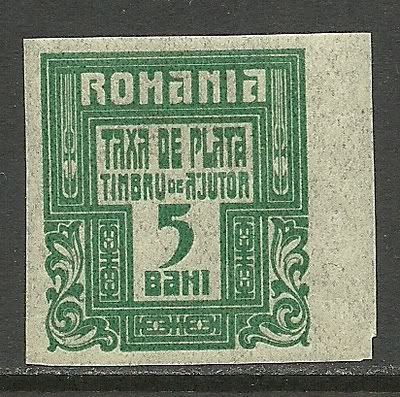 ROMANIA
TAXA DE PLATA
TIMBRU DE AJUTOR
5
BANI